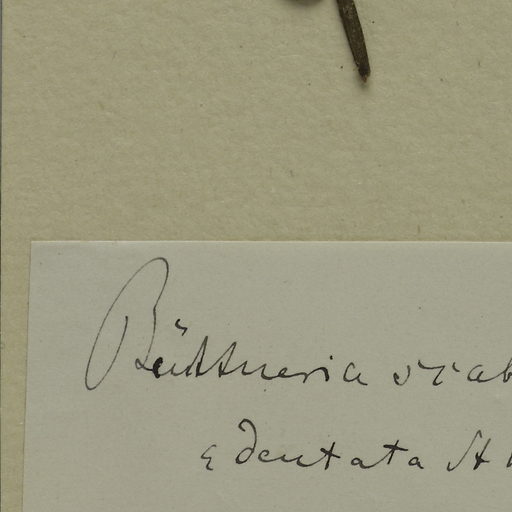 Büttneria scab
ε dentata St